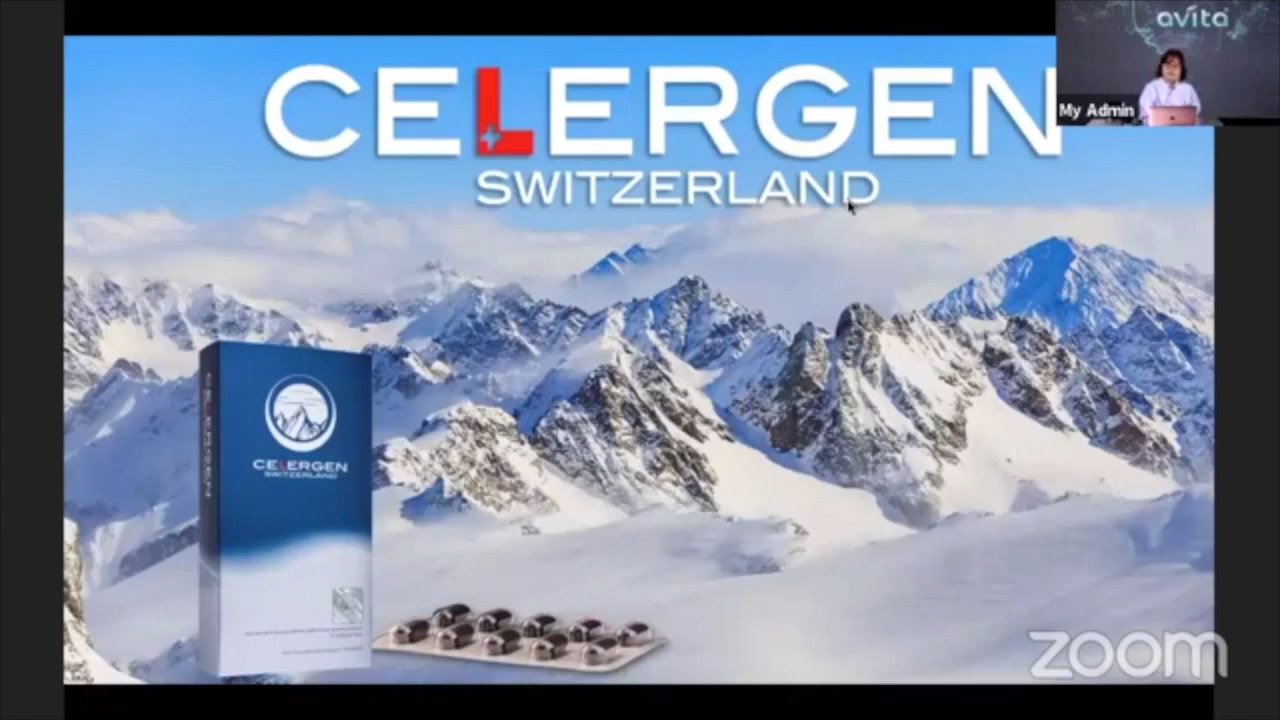 CELERGEN
SWITZERLAND
avita
My Admin
CELERGEN
CELERGEN
SWITZERLAND
zoom